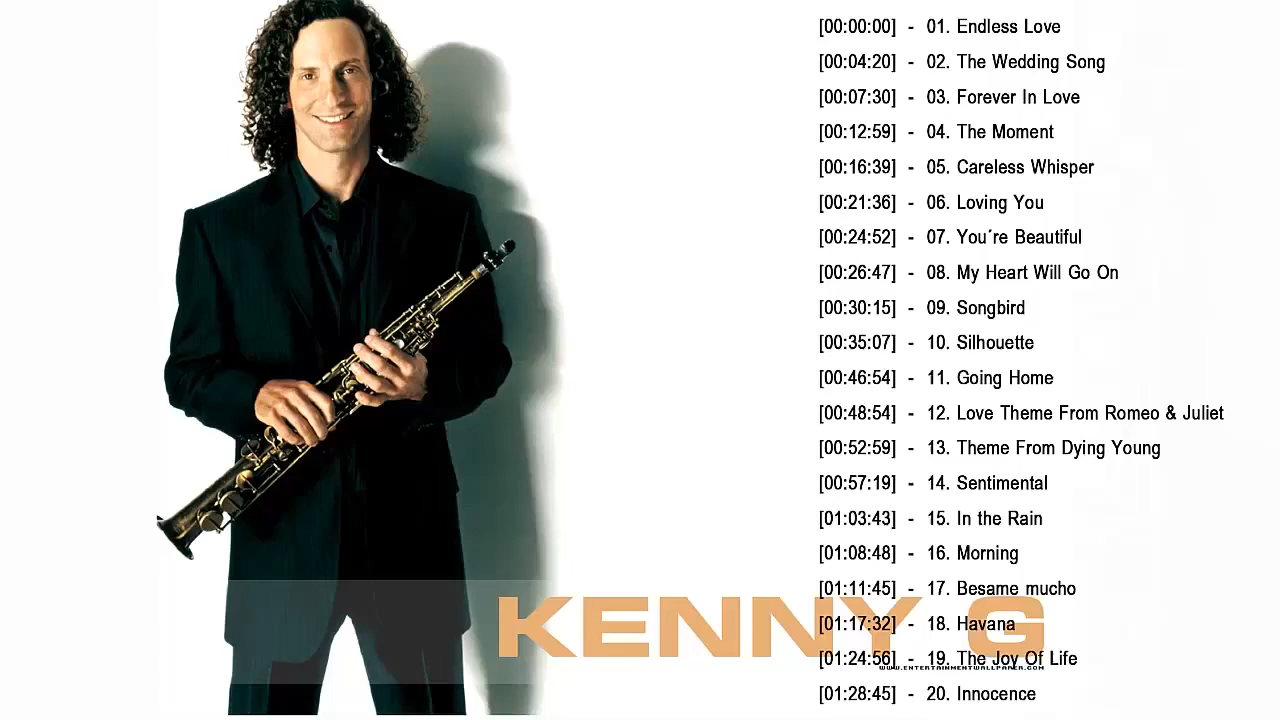 [00:00:00] - 01. Endless Love
[00:04:20] - 02. The Wedding Song
[00:07:30] - 03. Forever In Love
[00:12:59] - 04. The Moment
[00:16:39] - 05. Careless Whisper
[00:21:36] - 06. Loving You
[00:24:52] - 07. You´re Beautiful
[00:26:47] - 08. My Heart Will Go On
[00:30:15] - 09. Songbird
[00:35:07] - 10. Silhouette
[00:46:54] - 11. Going Home
[00:48:54] - 12. Love Theme From Romeo & Juliet
[00:52:59] - 13. Theme From Dying Young
[00:57:19] - 14. Sentimental
[01:03:43] - 15. In the Rain
[01:08:48] - 16. Morning
[01:11:45] - 17. Besame mucho
KENNY G
[01:17:32] - 18. Havana
[01:24:56] - 19. The Joy Of Life
WWW.ENTERTAINMENTWALLPAPER.COM
[01:28:45] - 20. Innocence